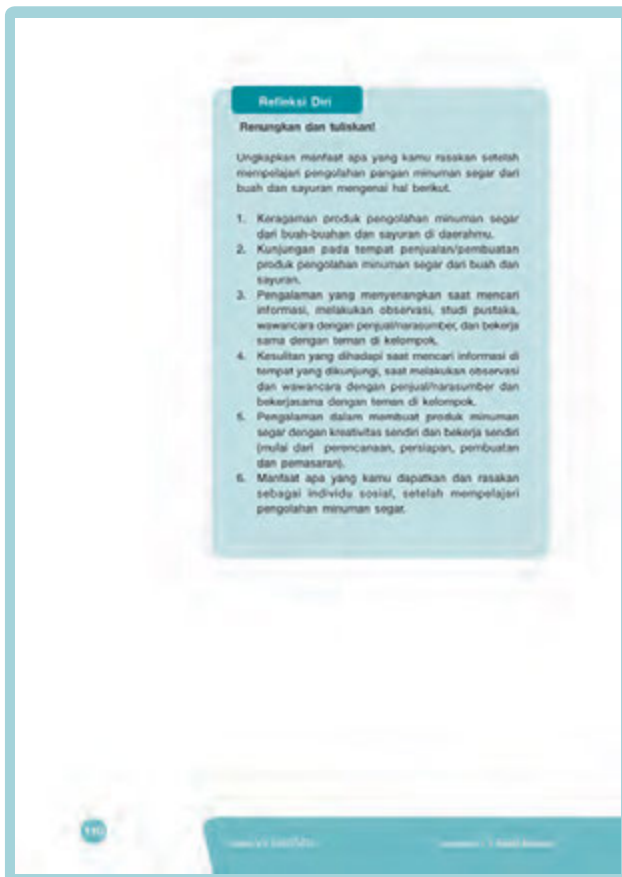 Refleksi Diri
Renungkan dan tuliskan!
Ungkapkan manfaat apa yang kamu rasakan setelah
mempelajari pengolahan pangan minuman segar dari
buah dan sayuran mengenai hal berikut.
1. Keragaman produk pengolahan minuman segar
dari buah-buahan dan sayuran di daerahmu.
2. Kunjungan pada tempat penjualan/pembuatan
produk pengolahan minuman segar dari buah dan
sayuran.
3. Pengalaman yang menyenangkan saat mencari
informasi, melakukan observasi, studi pustaka,
wawancara dengan penjual/narasumber, dan bekerja
sama dengan teman di kelompok.
4. Kesulitan yang dihadapi saat mencari informasi di
tempat yang dikunjungi, saat melakukan observasi
dan wawancara dengan penjual/narasumber dan
bekerjasama dengan teman di kelompok.
5. Pengalaman dalam membuat produk minuman
segar dengan kreativitas sendiri dan bekerja sendiri
(mulai dari perencanaan, persiapan, pembuatan
dan pemasaran).
6. Manfaat apa yang kamu dapatkan dan rasakan
sebagai individu sosial, setelah mempelajari
pengolahan minuman segar.